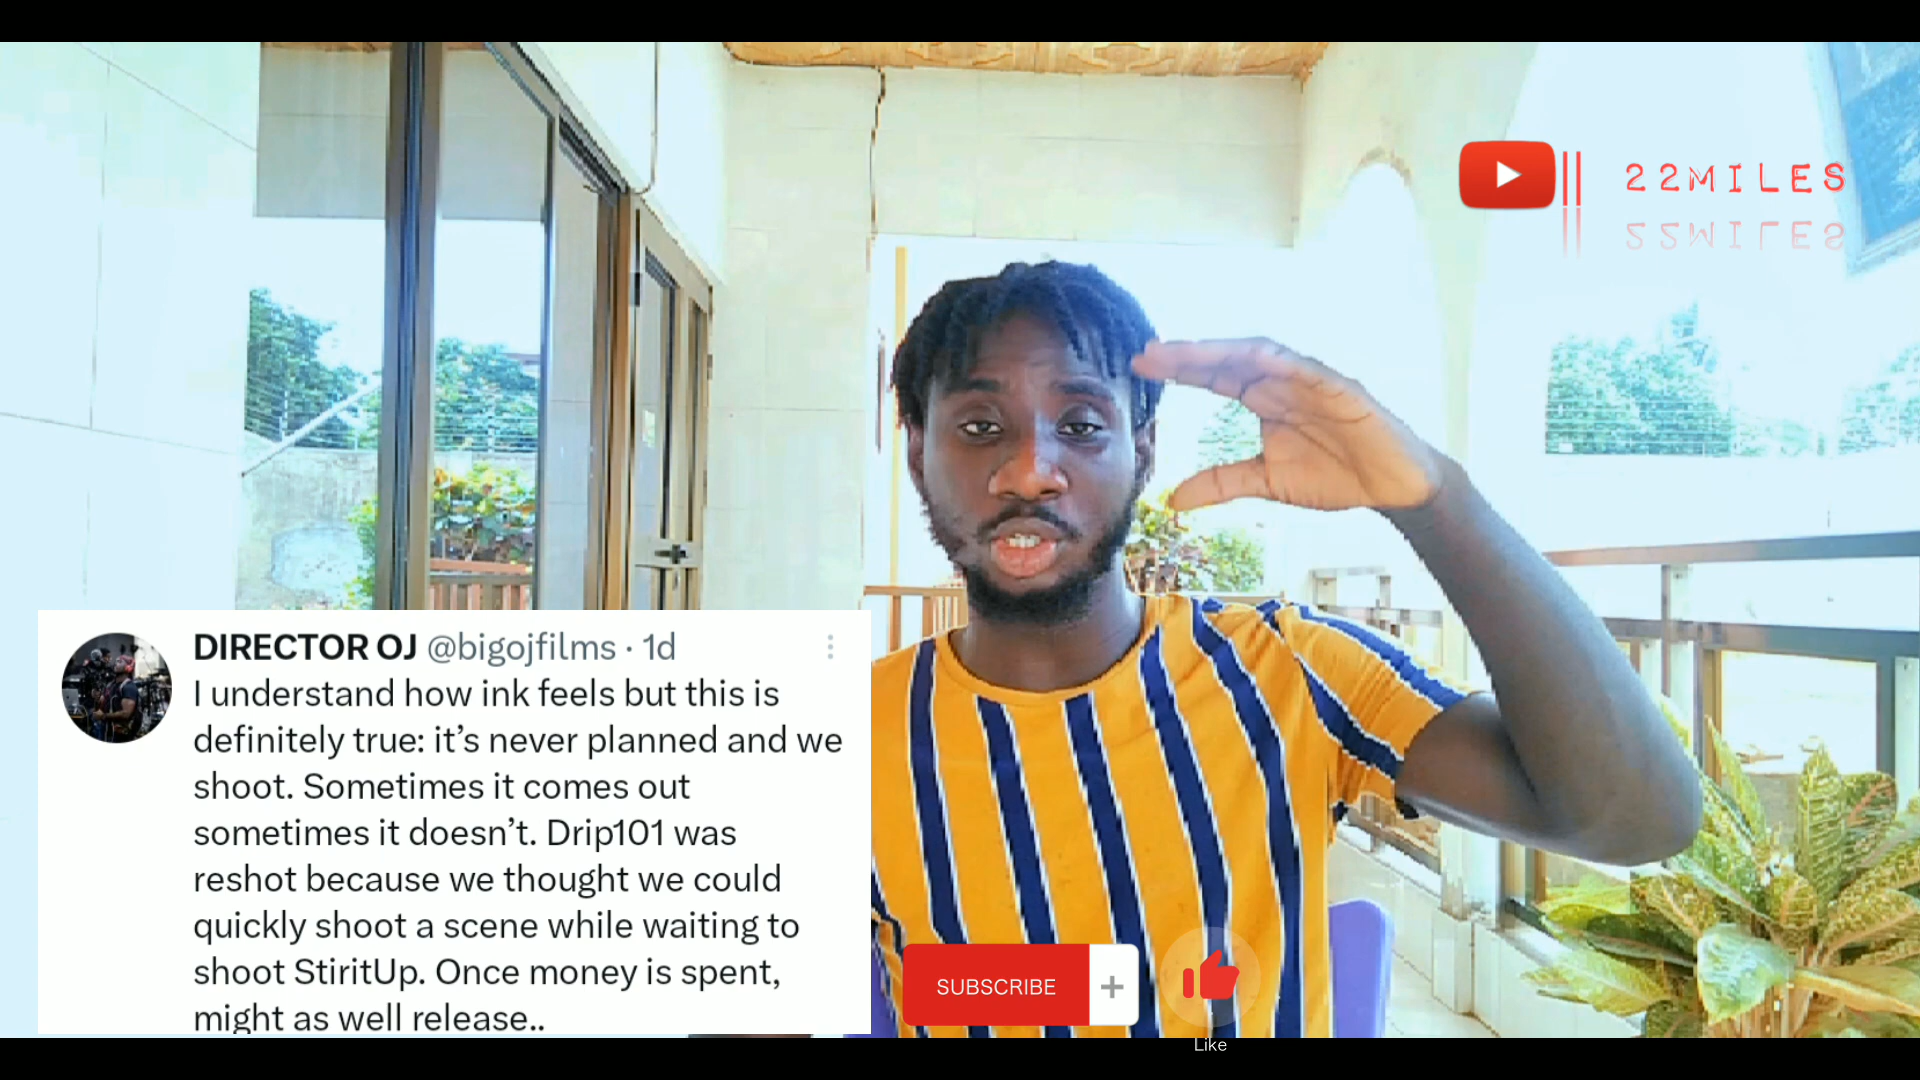 22MILES
DIRECTOR OJ @bigojfilms · 1d
I understand how ink feels but this is
definitely true: it’s never planned and we
shoot. Sometimes it comes out
sometimes it doesn’t. Drip101 was
reshot because we thought we could
quickly shoot a scene while waiting to
shoot StiritUp. Once money is spent,
might as well release..
SUBSCRIBE +
Like